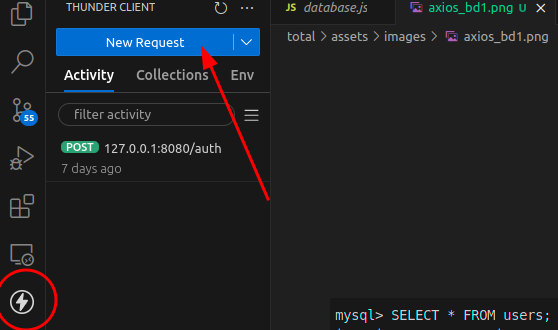 THUNDER CLIENT
New Request
Activity Collections Env
filter activity
POST 127.0.0.1:8080/auth
7 days ago
55
JS database.js
axios_bd1.png U
total > assets > images > axios_bd1.png
mysql> SELECT * FROM users;